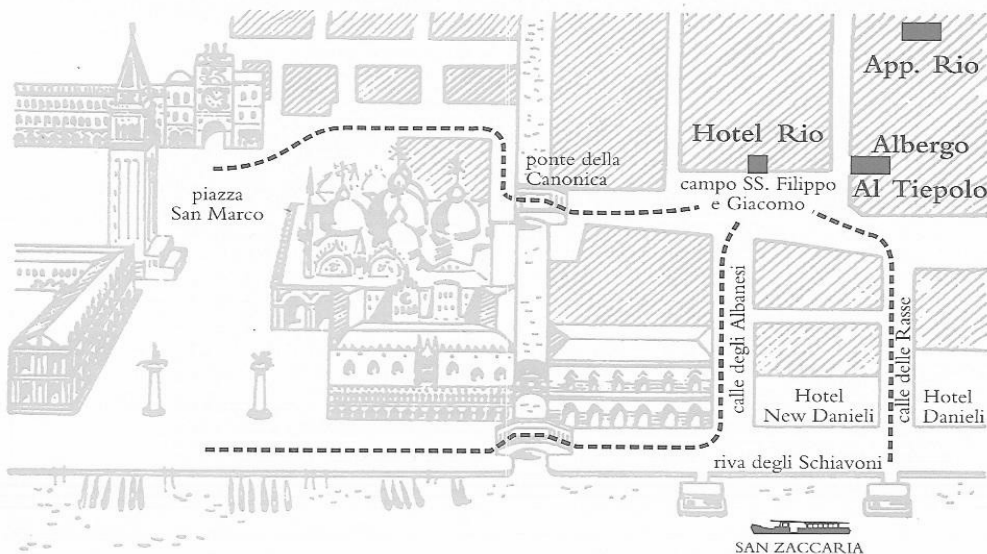 App. Rio
Hotel Rio
Albergo
Al Tiepolo
ponte della
Canonica
campo SS. Filippo
e Giacomo
piazza
San Marco
calle degli Albanesi
calle delle Rasse
Hotel
New Danieli
Hotel
Danieli
riva degli Schiavoni
SAN ZACCARIA